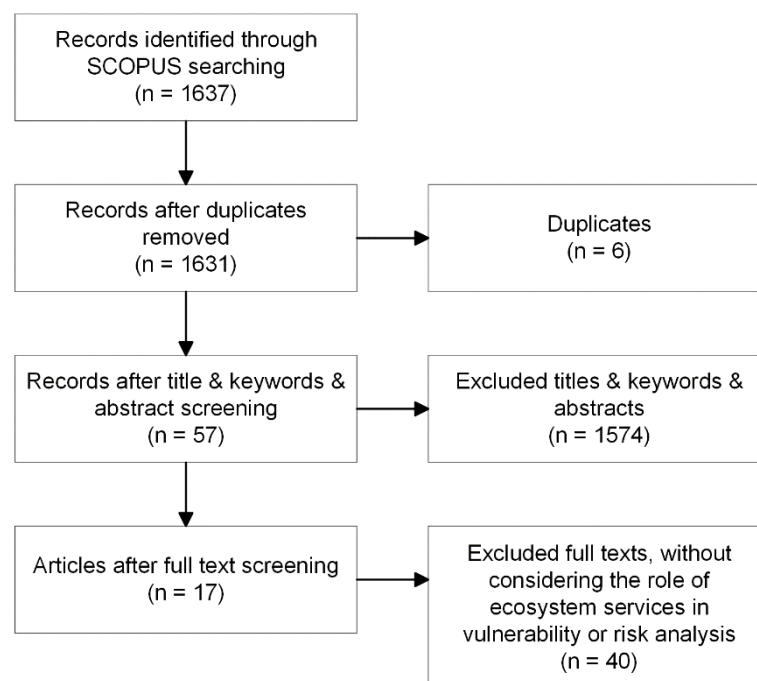 Records identified through
SCOPUS searching
(n = 1637)
Records after duplicates
removed
(n = 1631)
Duplicates
(n = 6)
Records after title & keywords &
abstract screening
(n = 57)
Excluded titles & keywords &
abstracts
(n = 1574)
Articles after full text screening
(n = 17)
Excluded full texts, without
considering the role of
ecosystem services in
vulnerability or risk analysis
(n = 40)